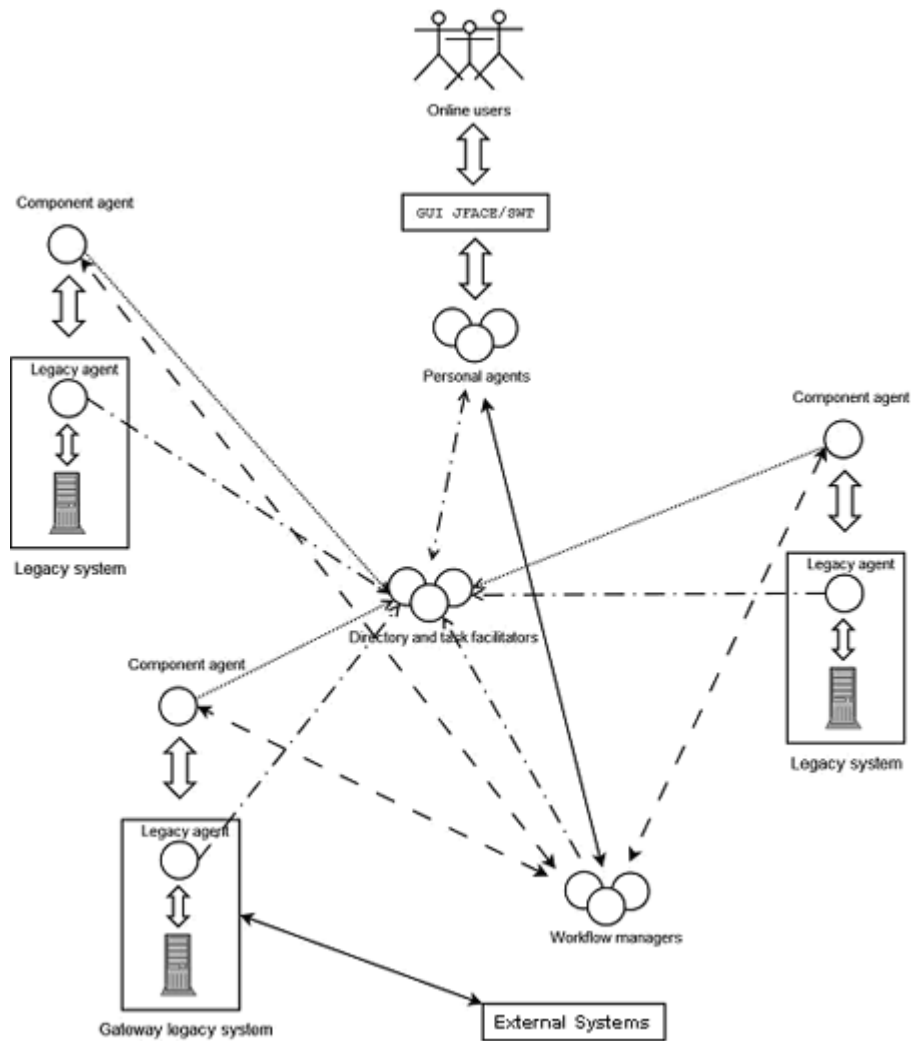 Online users
GUI JFACE/SWT
Component agent
Personal agents
Legacy agent
Legacy system
Component agent
Legacy agent
Legacy system
Directory and task facilitators
Component agent
Legacy agent
Gateway legacy system
Workflow managers
External Systems